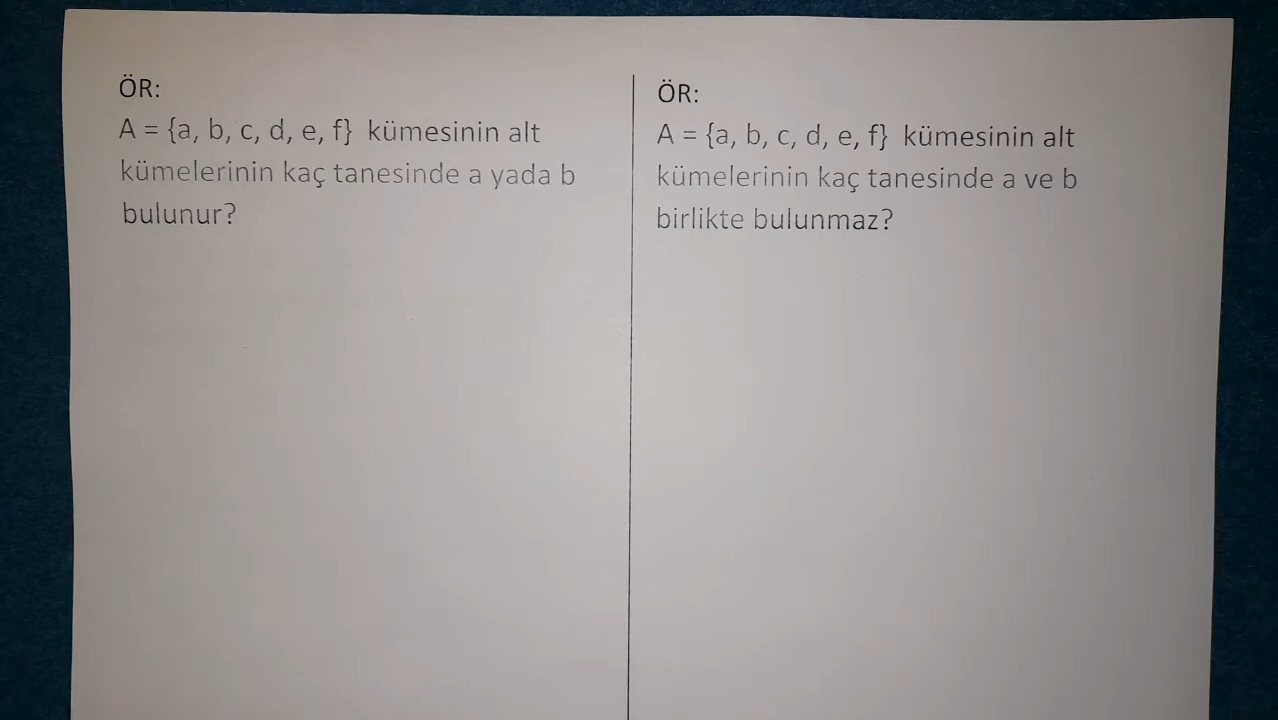 ÖR:
A = {a, b, c, d, e, f} kümesinin alt
kümelerinin kaç tanesinde a yada b
bulunur?
ÖR:
A = {a, b, c, d, e, f} kümesinin alt
kümelerinin kaç tanesinde a ve b
birlikte bulunmaz?